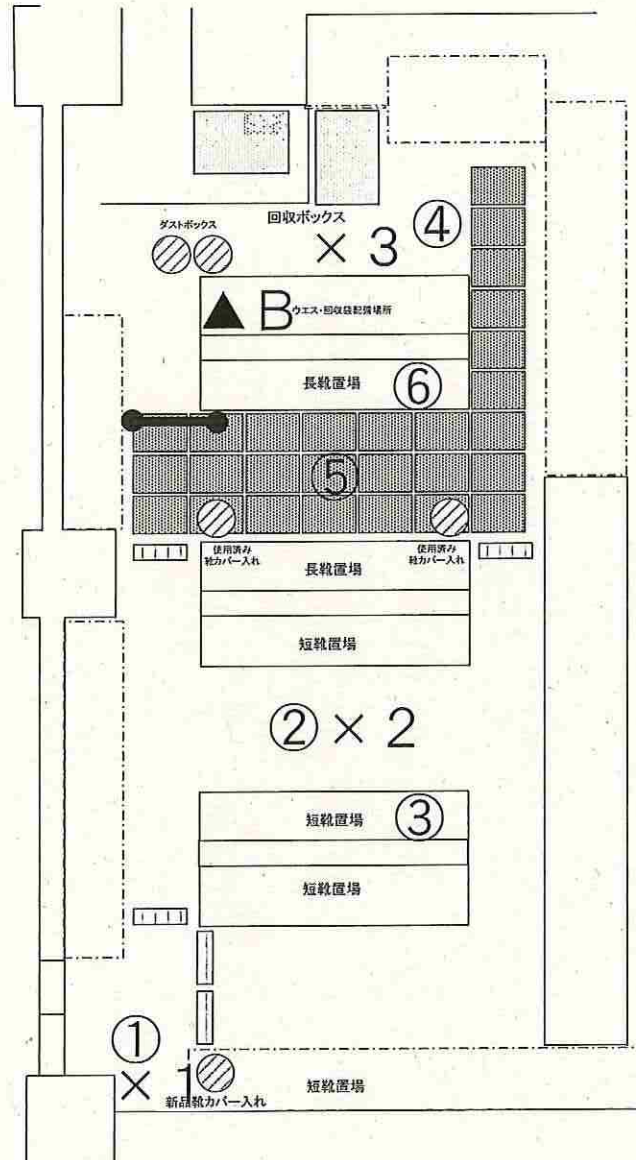 ダストボックス
回収ボックス
④
× 3
▲ B ウエス・回収袋配備場所
長靴置場 ⑥
⑤
使用済み
靴カバー入れ
使用済み
靴カバー入れ
長靴置場
短靴置場
② × 2
短靴置場 ③
短靴置場
①
× 1
新品靴カバー入れ
短靴置場